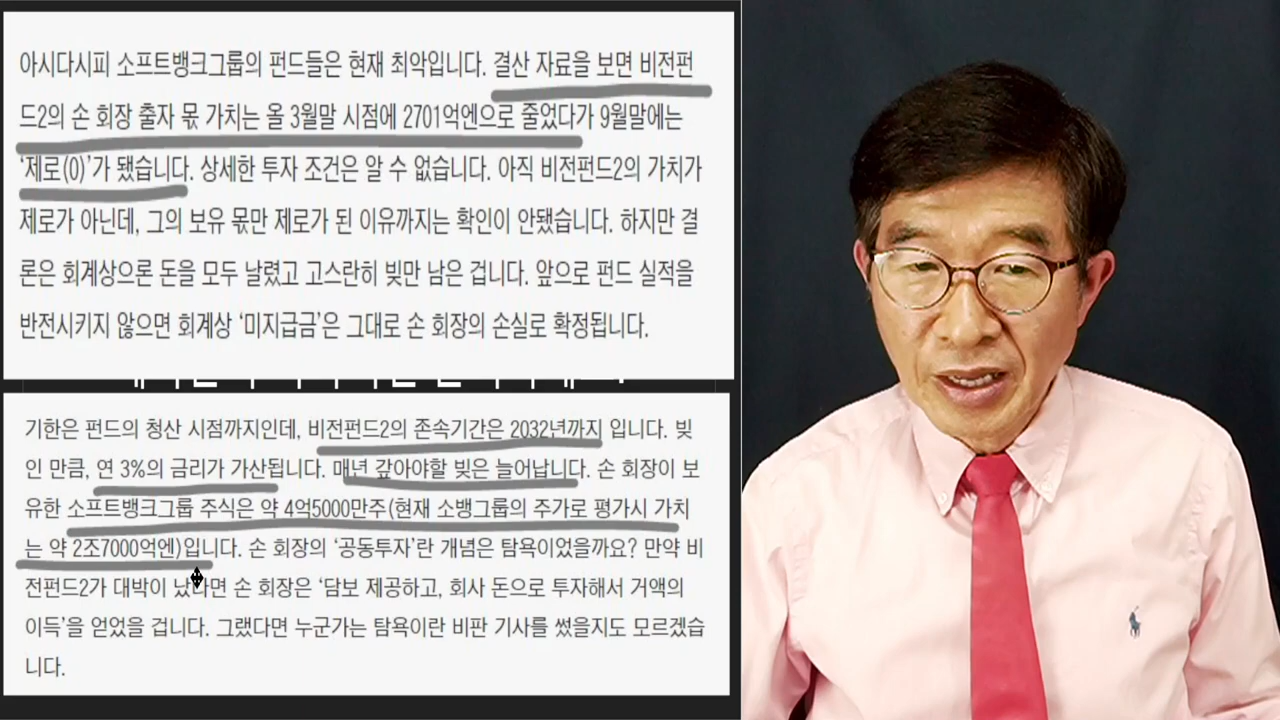 아시다시피 소프트뱅크그룹의 펀드들은 현재 최악입니다. 결산 자료을 보면 비전펀
드2의 손 회장 출자 몫 가치는 올 3월말 시점에 2701억엔으로 줄었다가 9월말에는
‘제로(0)’가 됐습니다. 상세한 투자 조건은 알 수 없습니다. 아직 비전펀드2의 가치가
제로가 아닌데, 그의 보유 몫만 제로가 된 이유까지는 확인이 안됐습니다. 하지만 결
론은 회계상으론 돈을 모두 날렸고 고스란히 빚만 남은 겁니다. 앞으로 펀드 실적을
반전시키지 않으면 회계상 ‘미지급금’은 그대로 손 회장의 손실로 확정됩니다.
기한은 펀드의 청산 시점까지인데, 비전펀드2의 존속기간은 2032년까지 입니다. 빚
인 만큼, 연 3%의 금리가 가산됩니다. 매년 갚아야할 빚은 늘어납니다. 손 회장이 보
유한 소프트뱅크그룹 주식은 약 4억5000만주(현재 소뱅그룹의 주가로 평가시 가치
는 약 2조7000억엔)입니다. 손 회장의 ‘공동투자’란 개념은 탐욕이었을까요? 만약 비
전펀드2가 대박이 났다면 손 회장은 ‘담보 제공하고, 회사 돈으로 투자해서 거액의
이득’을 얻었을 겁니다. 그랬다면 누군가는 탐욕이란 비판 기사를 썼을지도 모르겠습
니다.